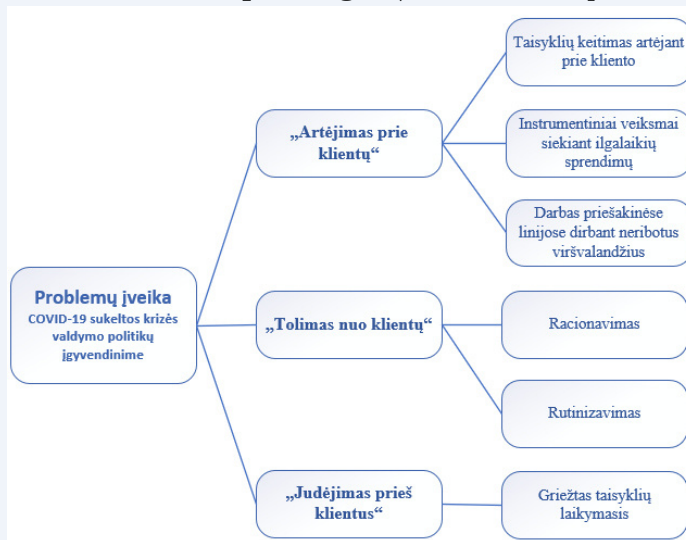 Problemų įveika
COVID-19 sukeltos krizės
valdymo politikų
įgyvendinime
„Artėjimas prie
klientų“
Taisyklių keitimas artėjant
prie kliento
Instrumentiniai veiksmai
siekiant ilgalaikių
sprendimų
Darbas priešakinėse
linijose dirbant neribotus
viršvalandžius
„Tolimas nuo klientų“
Racionavimas
Rutinizavimas
„Judėjimas prieš
klientus“
Griežtas taisyklių
laikymasis